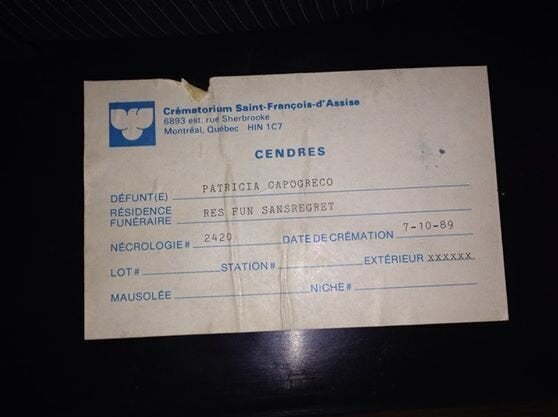 Crématorium Saint-François-d'Assise
6893 est, rue Sherbrooke
Montréal, Québec H1N 1C7
CENDRES
DÉFUNT(E) PATRICIA CAPOGRECO
RÉSIDENCE
FUNÉRAIRE RES FUN SANSREGRET
NÉCROLOGIE # 2420 DATE DE CRÉMATION 7-10-89
LOT # STATION # EXTÉRIEUR xxxxxx
MAUSOLÉE NICHE #